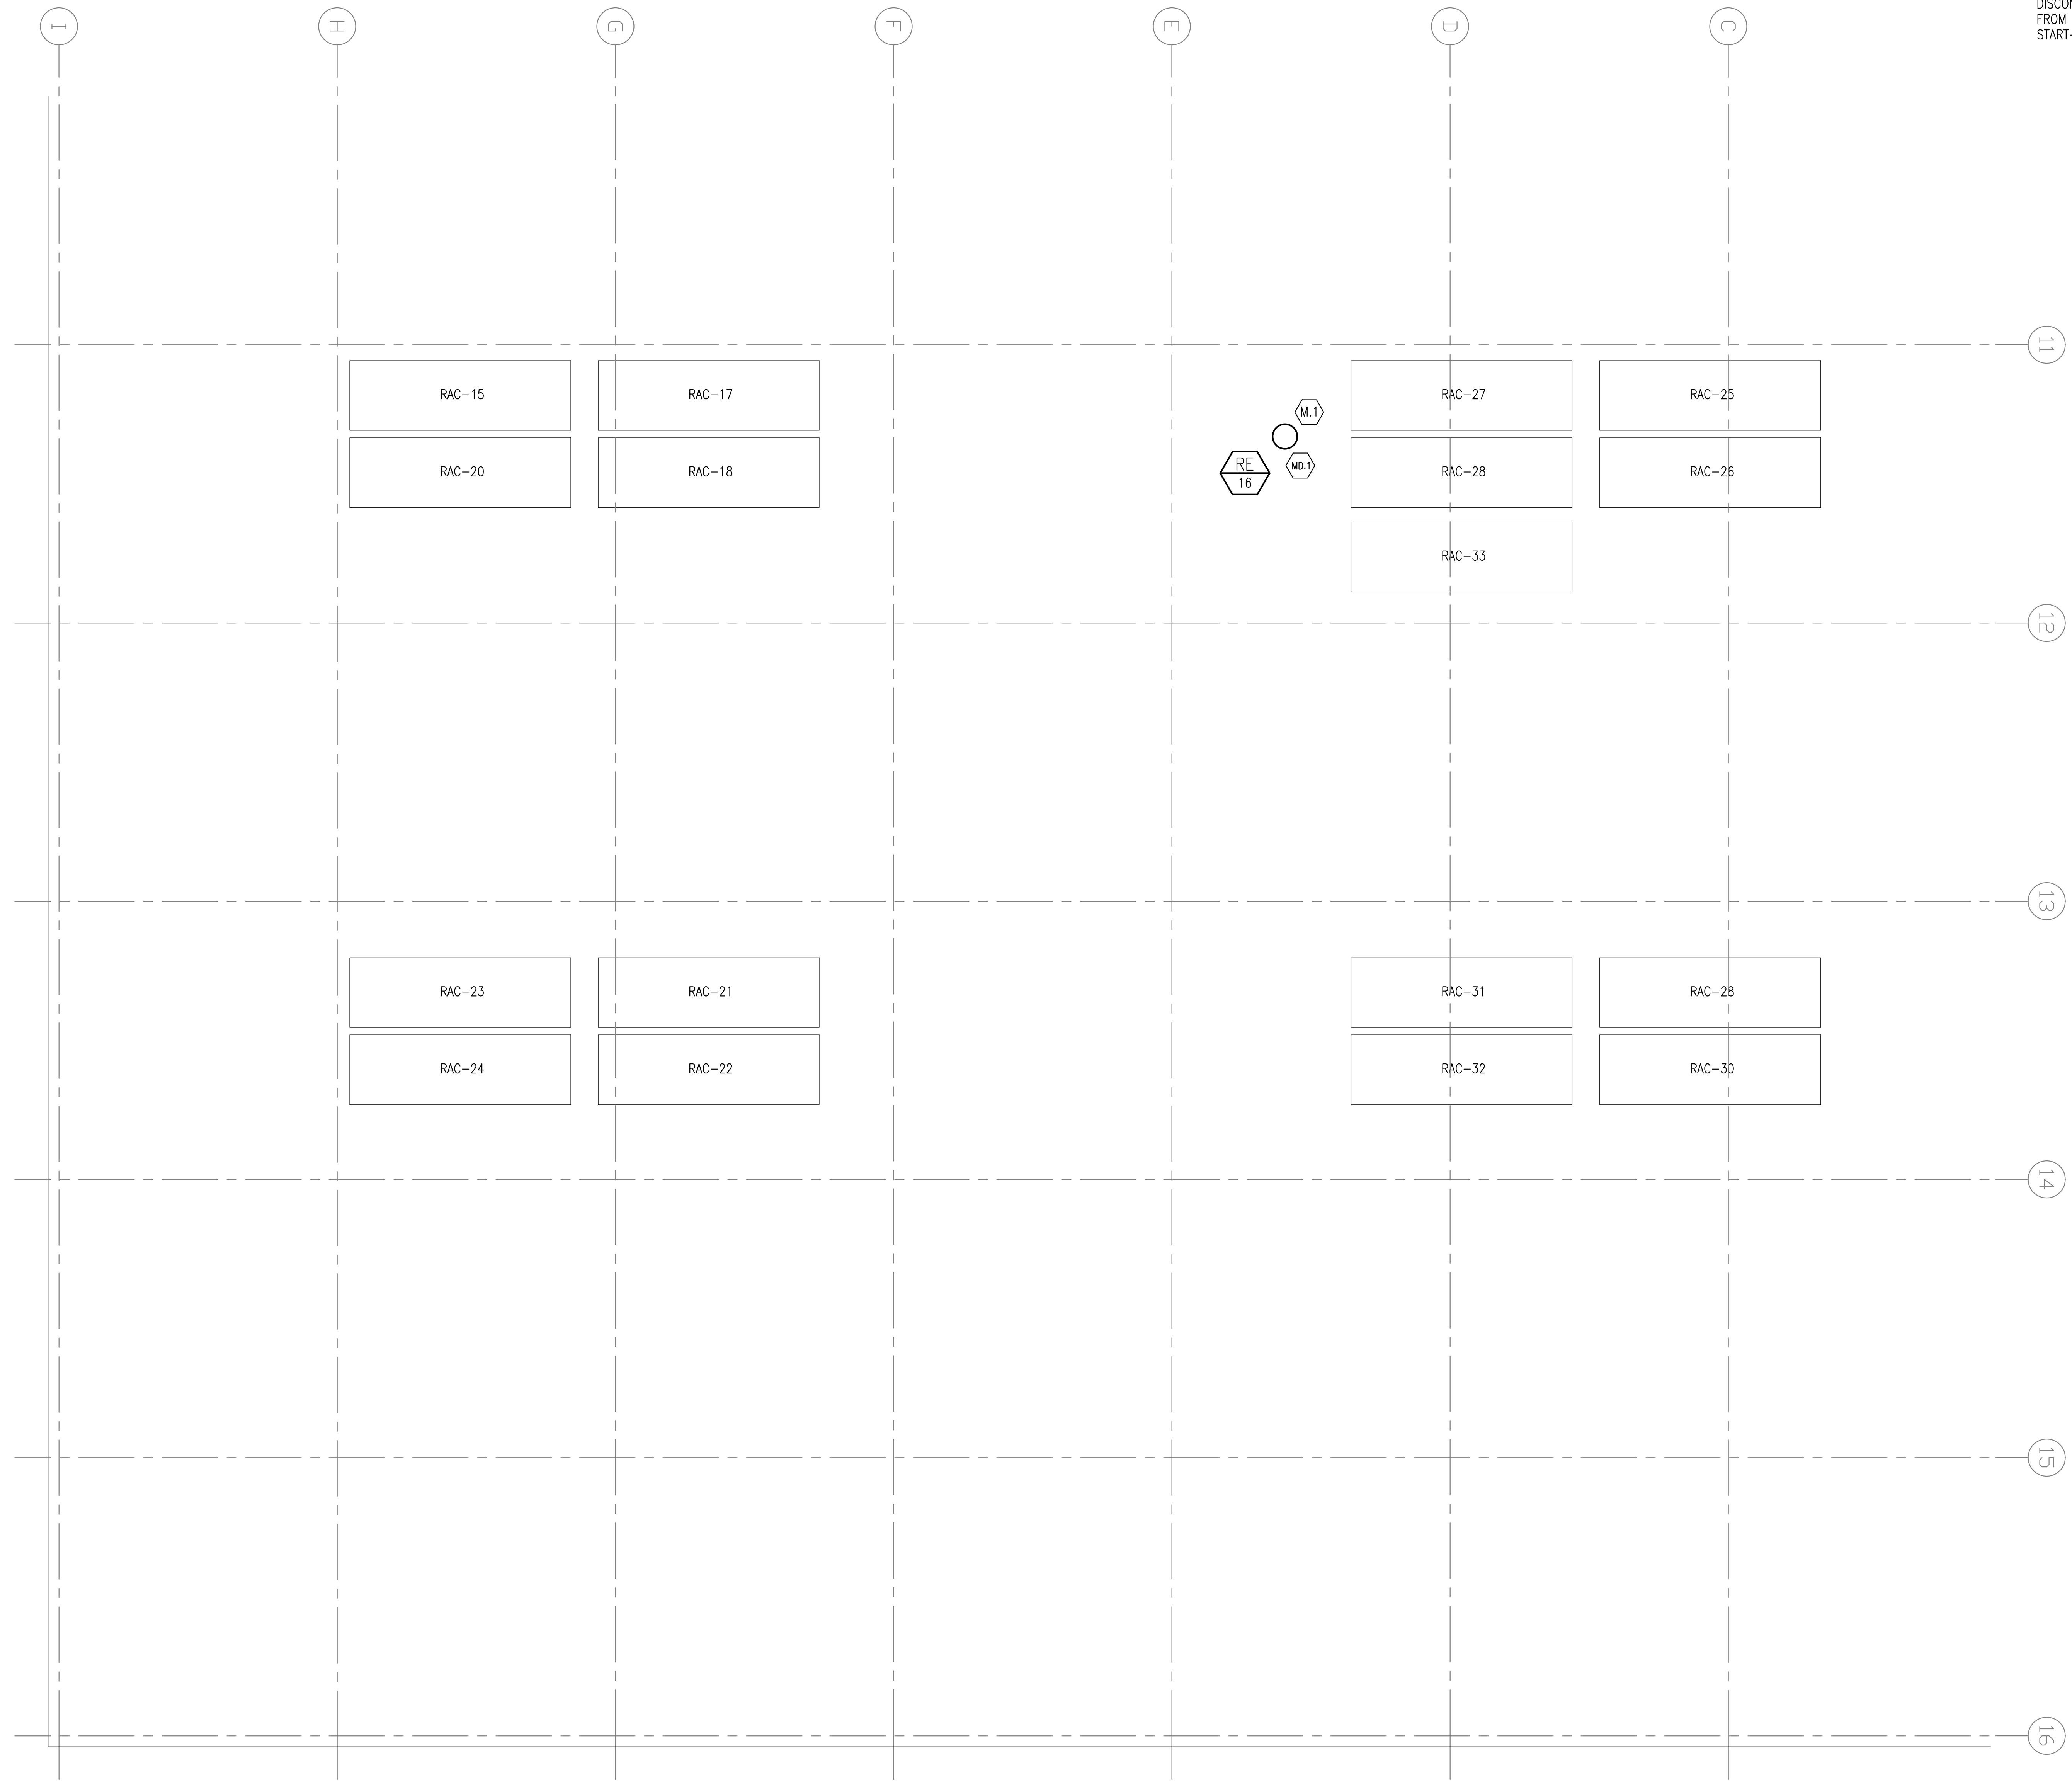 FROM
START-
I
H
G
F
E
D
C
11
RAC-15
RAC-17
RAC-27
RAC-25
M.1
RAC-20
RAC-18
RE
16
MD.1
RAC-28
RAC-26
RAC-33
12
13
RAC-23
RAC-21
RAC-31
RAC-28
RAC-24
RAC-22
RAC-32
RAC-30
14
15
16